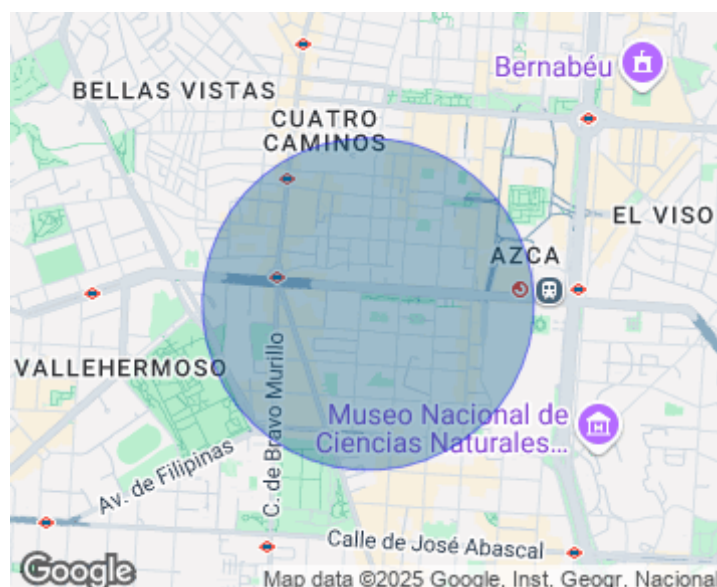 Bernabéu
BELLAS VISTAS
CUATRO
CAMINOS
EL VISO
AZCA
VALLEHERMOSO
C. de Bravo Murillo
Museo Nacional de
Ciencias Naturales...
Av. de Filipinas
Calle de José Abascal
Google
Map data ©2025 Google, Inst. Geogr. Nacional